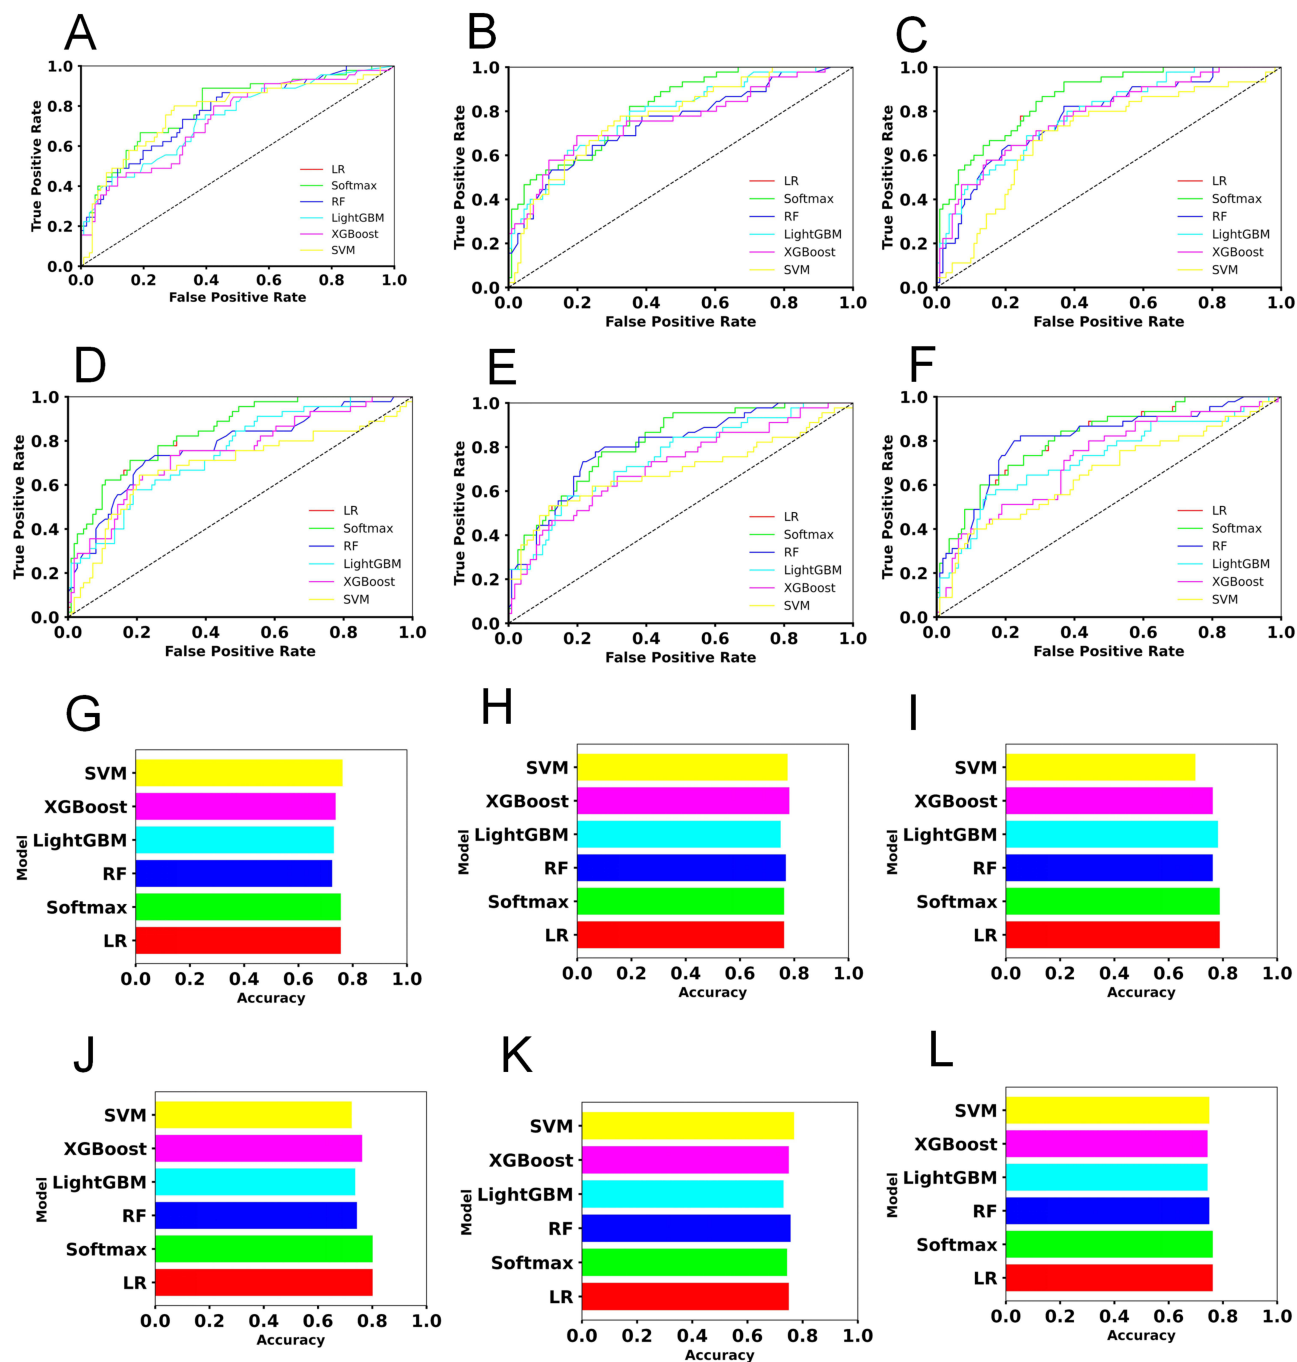 A
1.0
0.8
0.6
0.4
0.2
0.0
True Positive Rate
LR
Softmax
RF
LightGBM
XGBoost
SVM
0.0 0.2 0.4 0.6 0.8 1.0
False Positive Rate
B
1.0
0.8
0.6
0.4
0.2
0.0
True Positive Rate
LR
Softmax
RF
LightGBM
XGBoost
SVM
0.0 0.2 0.4 0.6 0.8 1.0
False Positive Rate
C
1.0
0.8
0.6
0.4
0.2
0.0
True Positive Rate
LR
Softmax
RF
LightGBM
XGBoost
SVM
0.0 0.2 0.4 0.6 0.8 1.0
False Positive Rate
D
1.0
0.8
0.6
0.4
0.2
0.0
True Positive Rate
LR
Softmax
RF
LightGBM
XGBoost
SVM
0.0 0.2 0.4 0.6 0.8 1.0
False Positive Rate
E
1.0
0.8
0.6
0.4
0.2
0.0
True Positive Rate
LR
Softmax
RF
LightGBM
XGBoost
SVM
0.0 0.2 0.4 0.6 0.8 1.0
False Positive Rate
F
1.0
0.8
0.6
0.4
0.2
0.0
True Positive Rate
LR
Softmax
RF
LightGBM
XGBoost
SVM
0.0 0.2 0.4 0.6 0.8 1.0
False Positive Rate
G
Model
SVM
XGBoost
LightGBM
RF
Softmax
LR
0.0 0.2 0.4 0.6 0.8 1.0
Accuracy
H
Model
SVM
XGBoost
LightGBM
RF
Softmax
LR
0.0 0.2 0.4 0.6 0.8 1.0
Accuracy
I
Model
SVM
XGBoost
LightGBM
RF
Softmax
LR
0.0 0.2 0.4 0.6 0.8 1.0
Accuracy
J
Model
SVM
XGBoost
LightGBM
RF
Softmax
LR
0.0 0.2 0.4 0.6 0.8 1.0
Accuracy
K
Model
SVM
XGBoost
LightGBM
RF
Softmax
LR
0.0 0.2 0.4 0.6 0.8 1.0
Accuracy
L
Model
SVM
XGBoost
LightGBM
RF
Softmax
LR
0.0 0.2 0.4 0.6 0.8 1.0
Accuracy